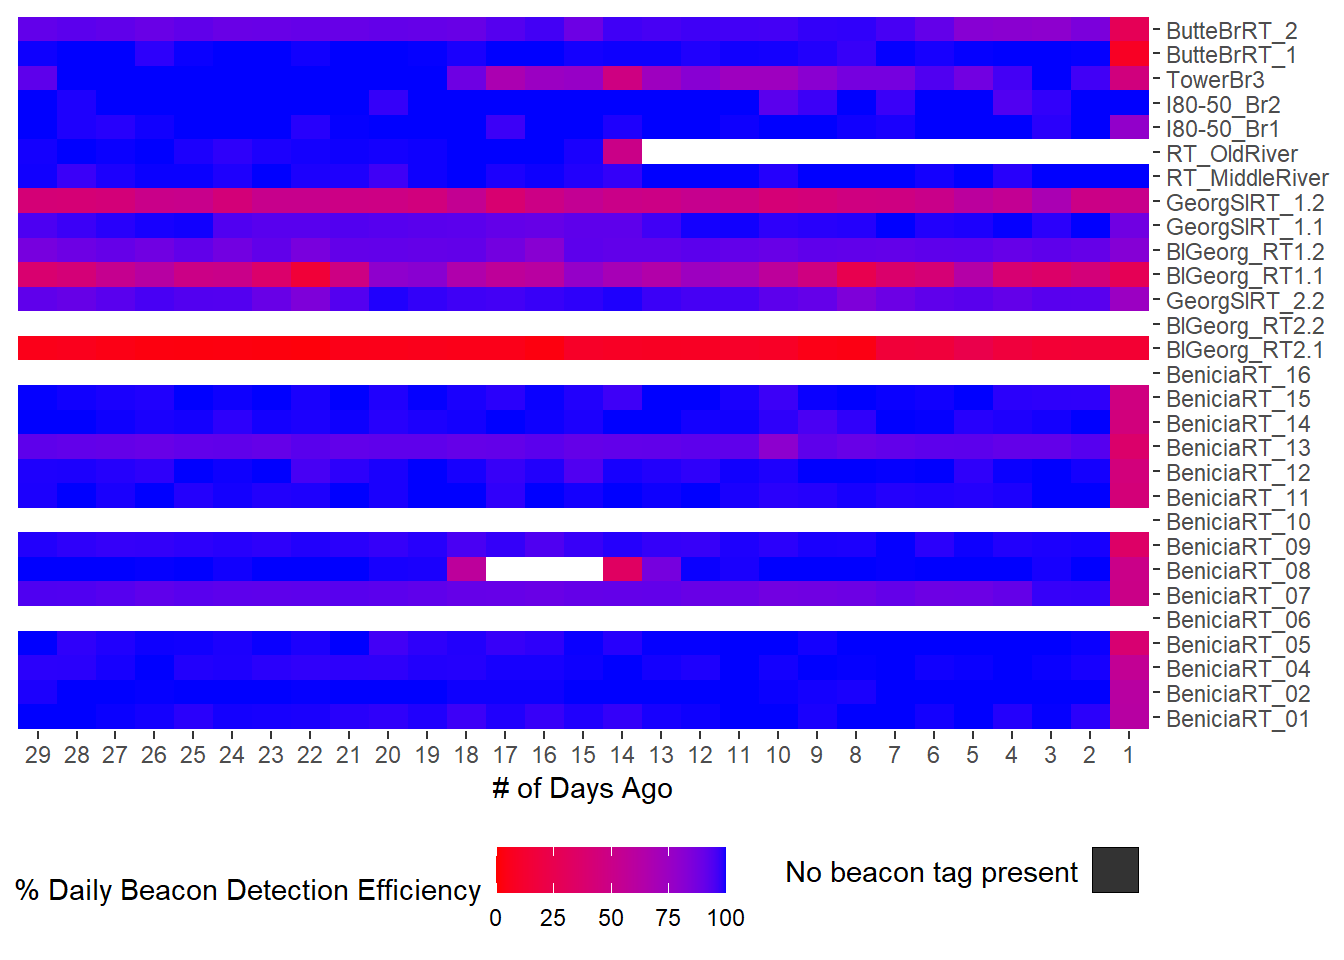 ButteBrRT_2
ButteBrRT_1
TowerBr3
I80-50_Br2
I80-50_Br1
RT_OldRiver
RT_MiddleRiver
GeorgSlRT_1.2
GeorgSlRT_1.1
BlGeorg_RT1.2
BlGeorg_RT1.1
GeorgSlRT_2.2
BlGeorg_RT2.2
BlGeorg_RT2.1
BeniciaRT_16
BeniciaRT_15
BeniciaRT_14
BeniciaRT_13
BeniciaRT_12
BeniciaRT_11
BeniciaRT_10
BeniciaRT_09
BeniciaRT_08
BeniciaRT_07
BeniciaRT_06
BeniciaRT_05
BeniciaRT_04
BeniciaRT_02
BeniciaRT_01
29 28 27 26 25 24 23 22 21 20 19 18 17 16 15 14 13 12 11 10 9 8 7 6 5 4 3 2 1
# of Days Ago
% Daily Beacon Detection Efficiency
0 25 50 75 100
No beacon tag present